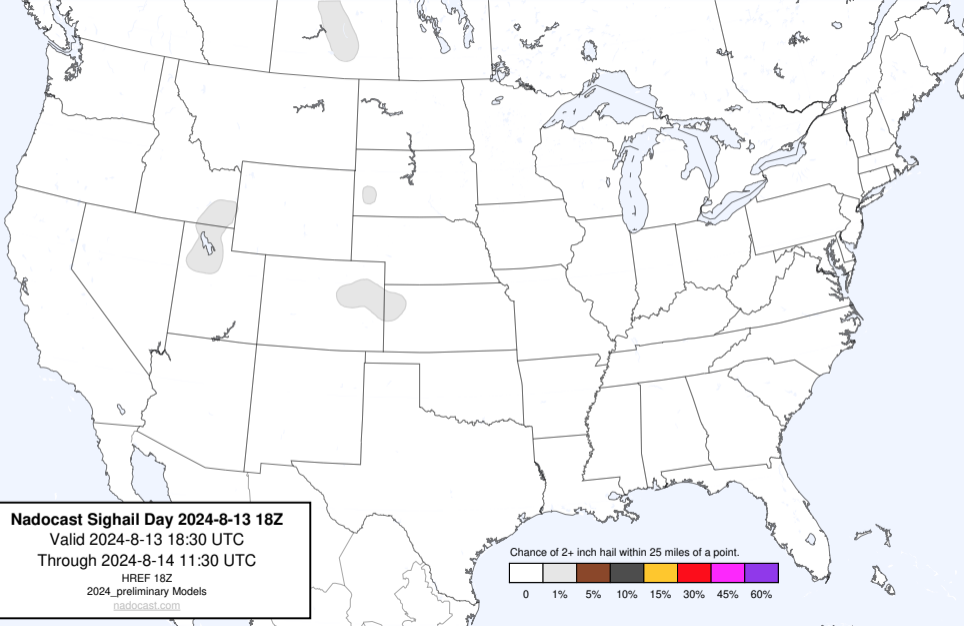 Nadocast Sighail Day 2024-8-13 18Z
Valid 2024-8-13 18:30 UTC
Through 2024-8-14 11:30 UTC
HREF 18Z
2024_preliminary Models
nadocast.com
Chance of 2+ inch hail within 25 miles of a point.
0 1% 5% 10% 15% 30% 45% 60%